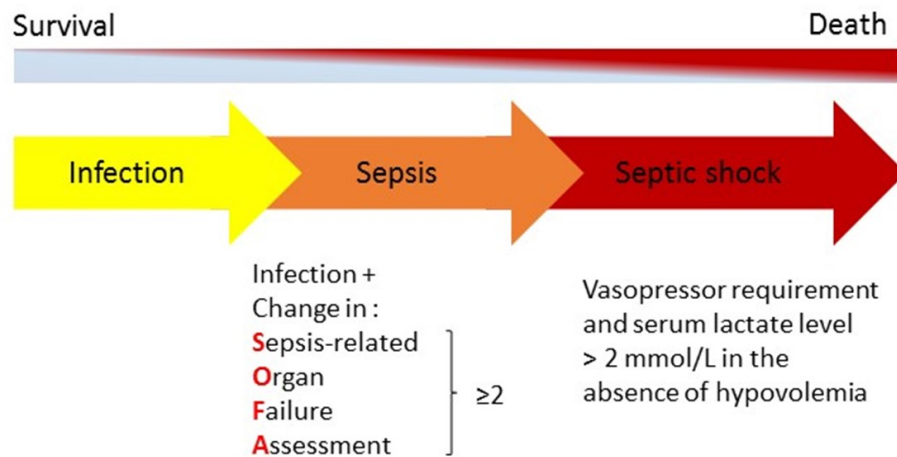 Survival
Death
Infection
Sepsis
Septic shock
Infection +
Change in :
Sepsis-related
Organ
Failure
Assessment
≥2
Vasopressor requirement
and serum lactate level
> 2 mmol/L in the
absence of hypovolemia